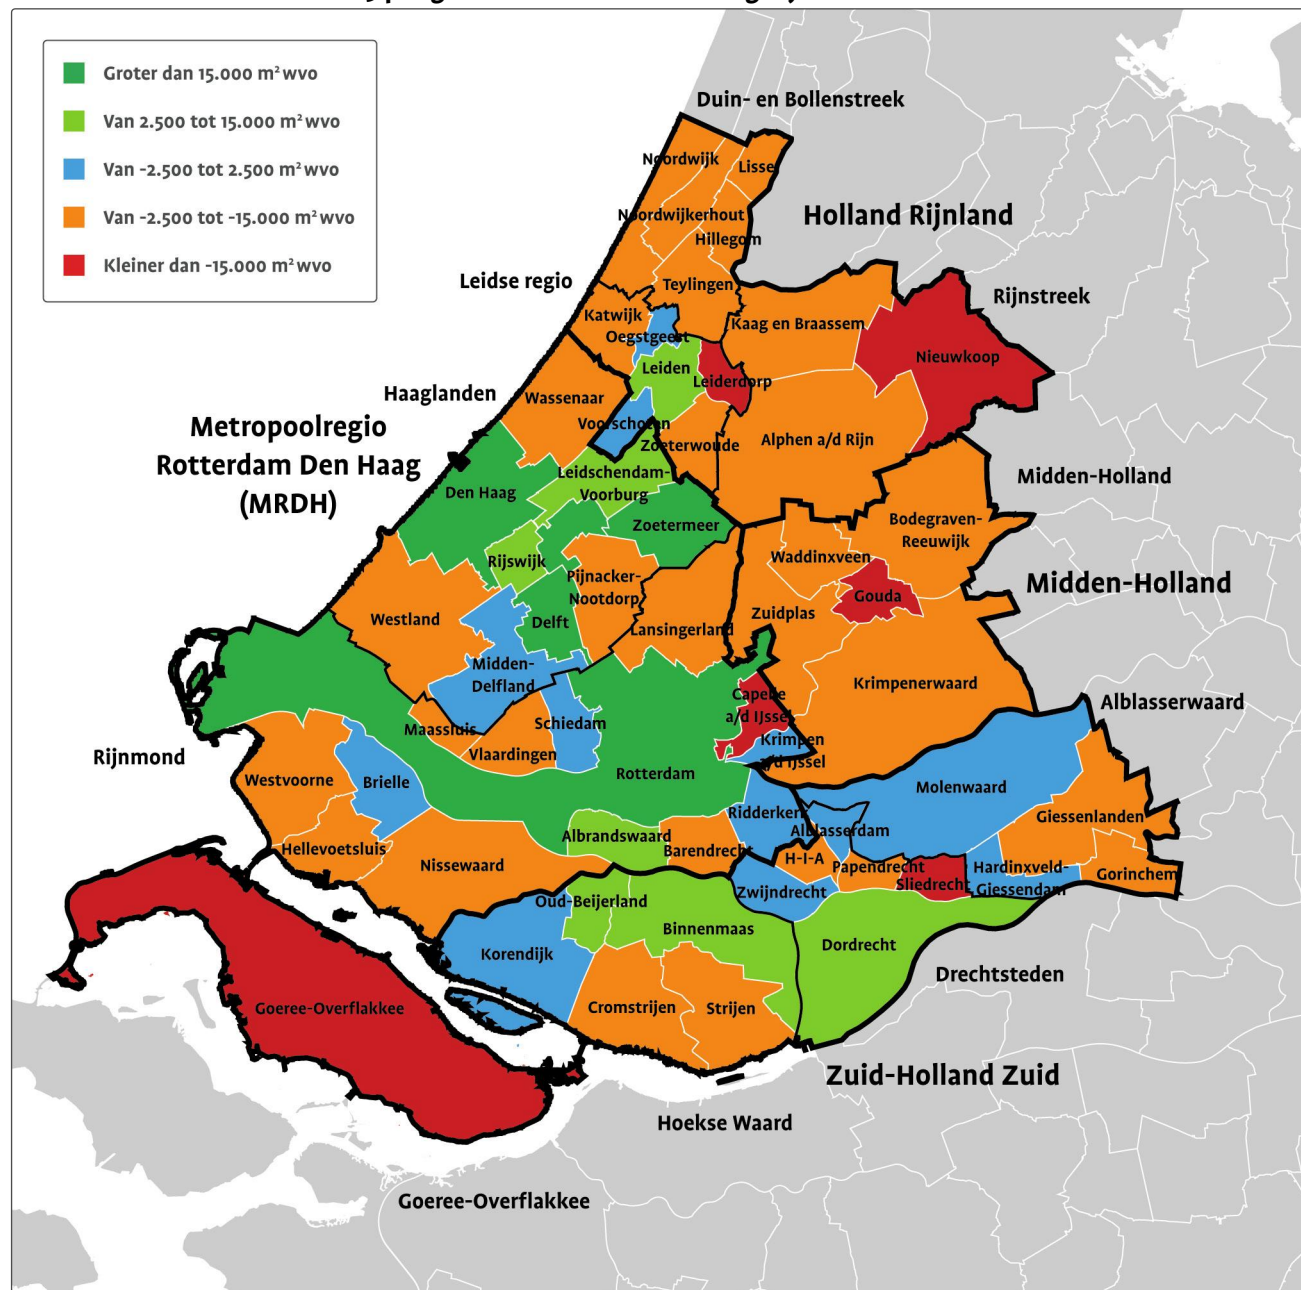 Groter dan 15.000 m² wvo
Van 2.500 tot 15.000 m² wvo
Van -2.500 tot 2.500 m² wvo
Van -2.500 tot -15.000 m² wvo
Kleiner dan -15.000 m² wvo
Duin- en Bollenstreek
Noordwijk
Lisse
Holland Rijnland
Noordwijkerhout
Hillegom
Leidse regio
Teylingen
Rijnstreek
Katwijk
Kaag en Braassem
Oegstgeest
Nieuwkoop
Leiden
Leiderdorp
Haaglanden
Wassenaar
Metropoolregio
Rotterdam Den Haag
(MRDH)
Voorschoten
Zoeterwoude
Alphen a/d Rijn
Leidschendam-
Voorburg
Midden-Holland
Den Haag
Zoetermeer
Bodegraven-
Reeuwijk
Waddinxveen
Rijswijk
Pijnacker-
Nootdorp
Midden-Holland
Gouda
Westland
Delft
Lansingerland
Zuidplas
Midden-
Delfland
Krimpenerwaard
Capelle
a/d IJssel
Alblasserwaard
Maassluis
Schiedam
Vlaardingen
Krimpen
a/d Ijssel
Rijnmond
Rotterdam
Westvoorne
Brielle
Molenwaard
Ridderkerk
Giessenlanden
Alblasserdam
Albrandswaard
Barendrecht
Hellevoetsluis
Nissewaard
H-I-A
Papendrecht
Hardinxveld-
Giessendam
Gorinchem
Sliedrecht
Zwijndrecht
Oud-Beijerland
Binnenmaas
Dordrecht
Korendijk
Drechtsteden
Goeree-Overflakkee
Cromstrijen
Strijen
Zuid-Holland Zuid
Hoekse Waard
Goeree-Overflakkee